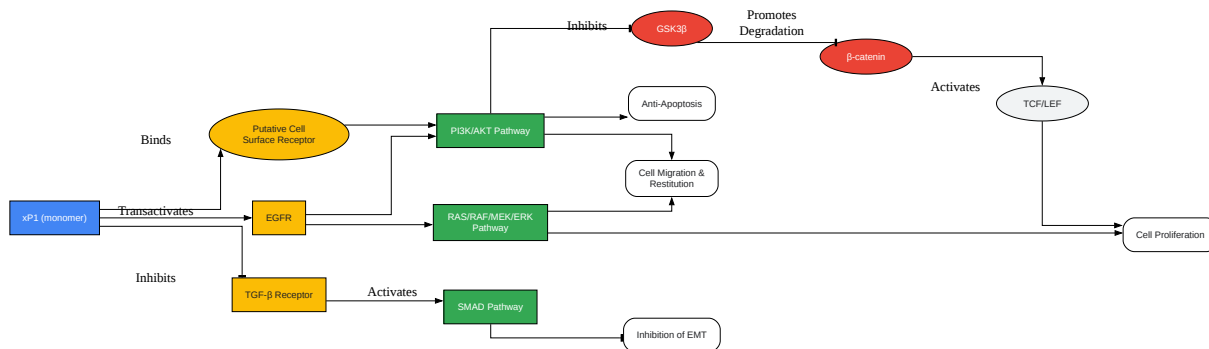 Inhibits
GSK3β
Promotes
Degradation
β-catenin
Activates
TCF/LEF
Anti-Apoptosis
Putative Cell
Surface Receptor
PI3K/AKT Pathway
Binds
Cell Migration &
Restitution
xP1 (monomer)
Transactivates
EGFR
RAS/RAF/MEK/ERK
Pathway
Cell Proliferation
Inhibits
TGF-β Receptor
Activates
SMAD Pathway
Inhibition of EMT